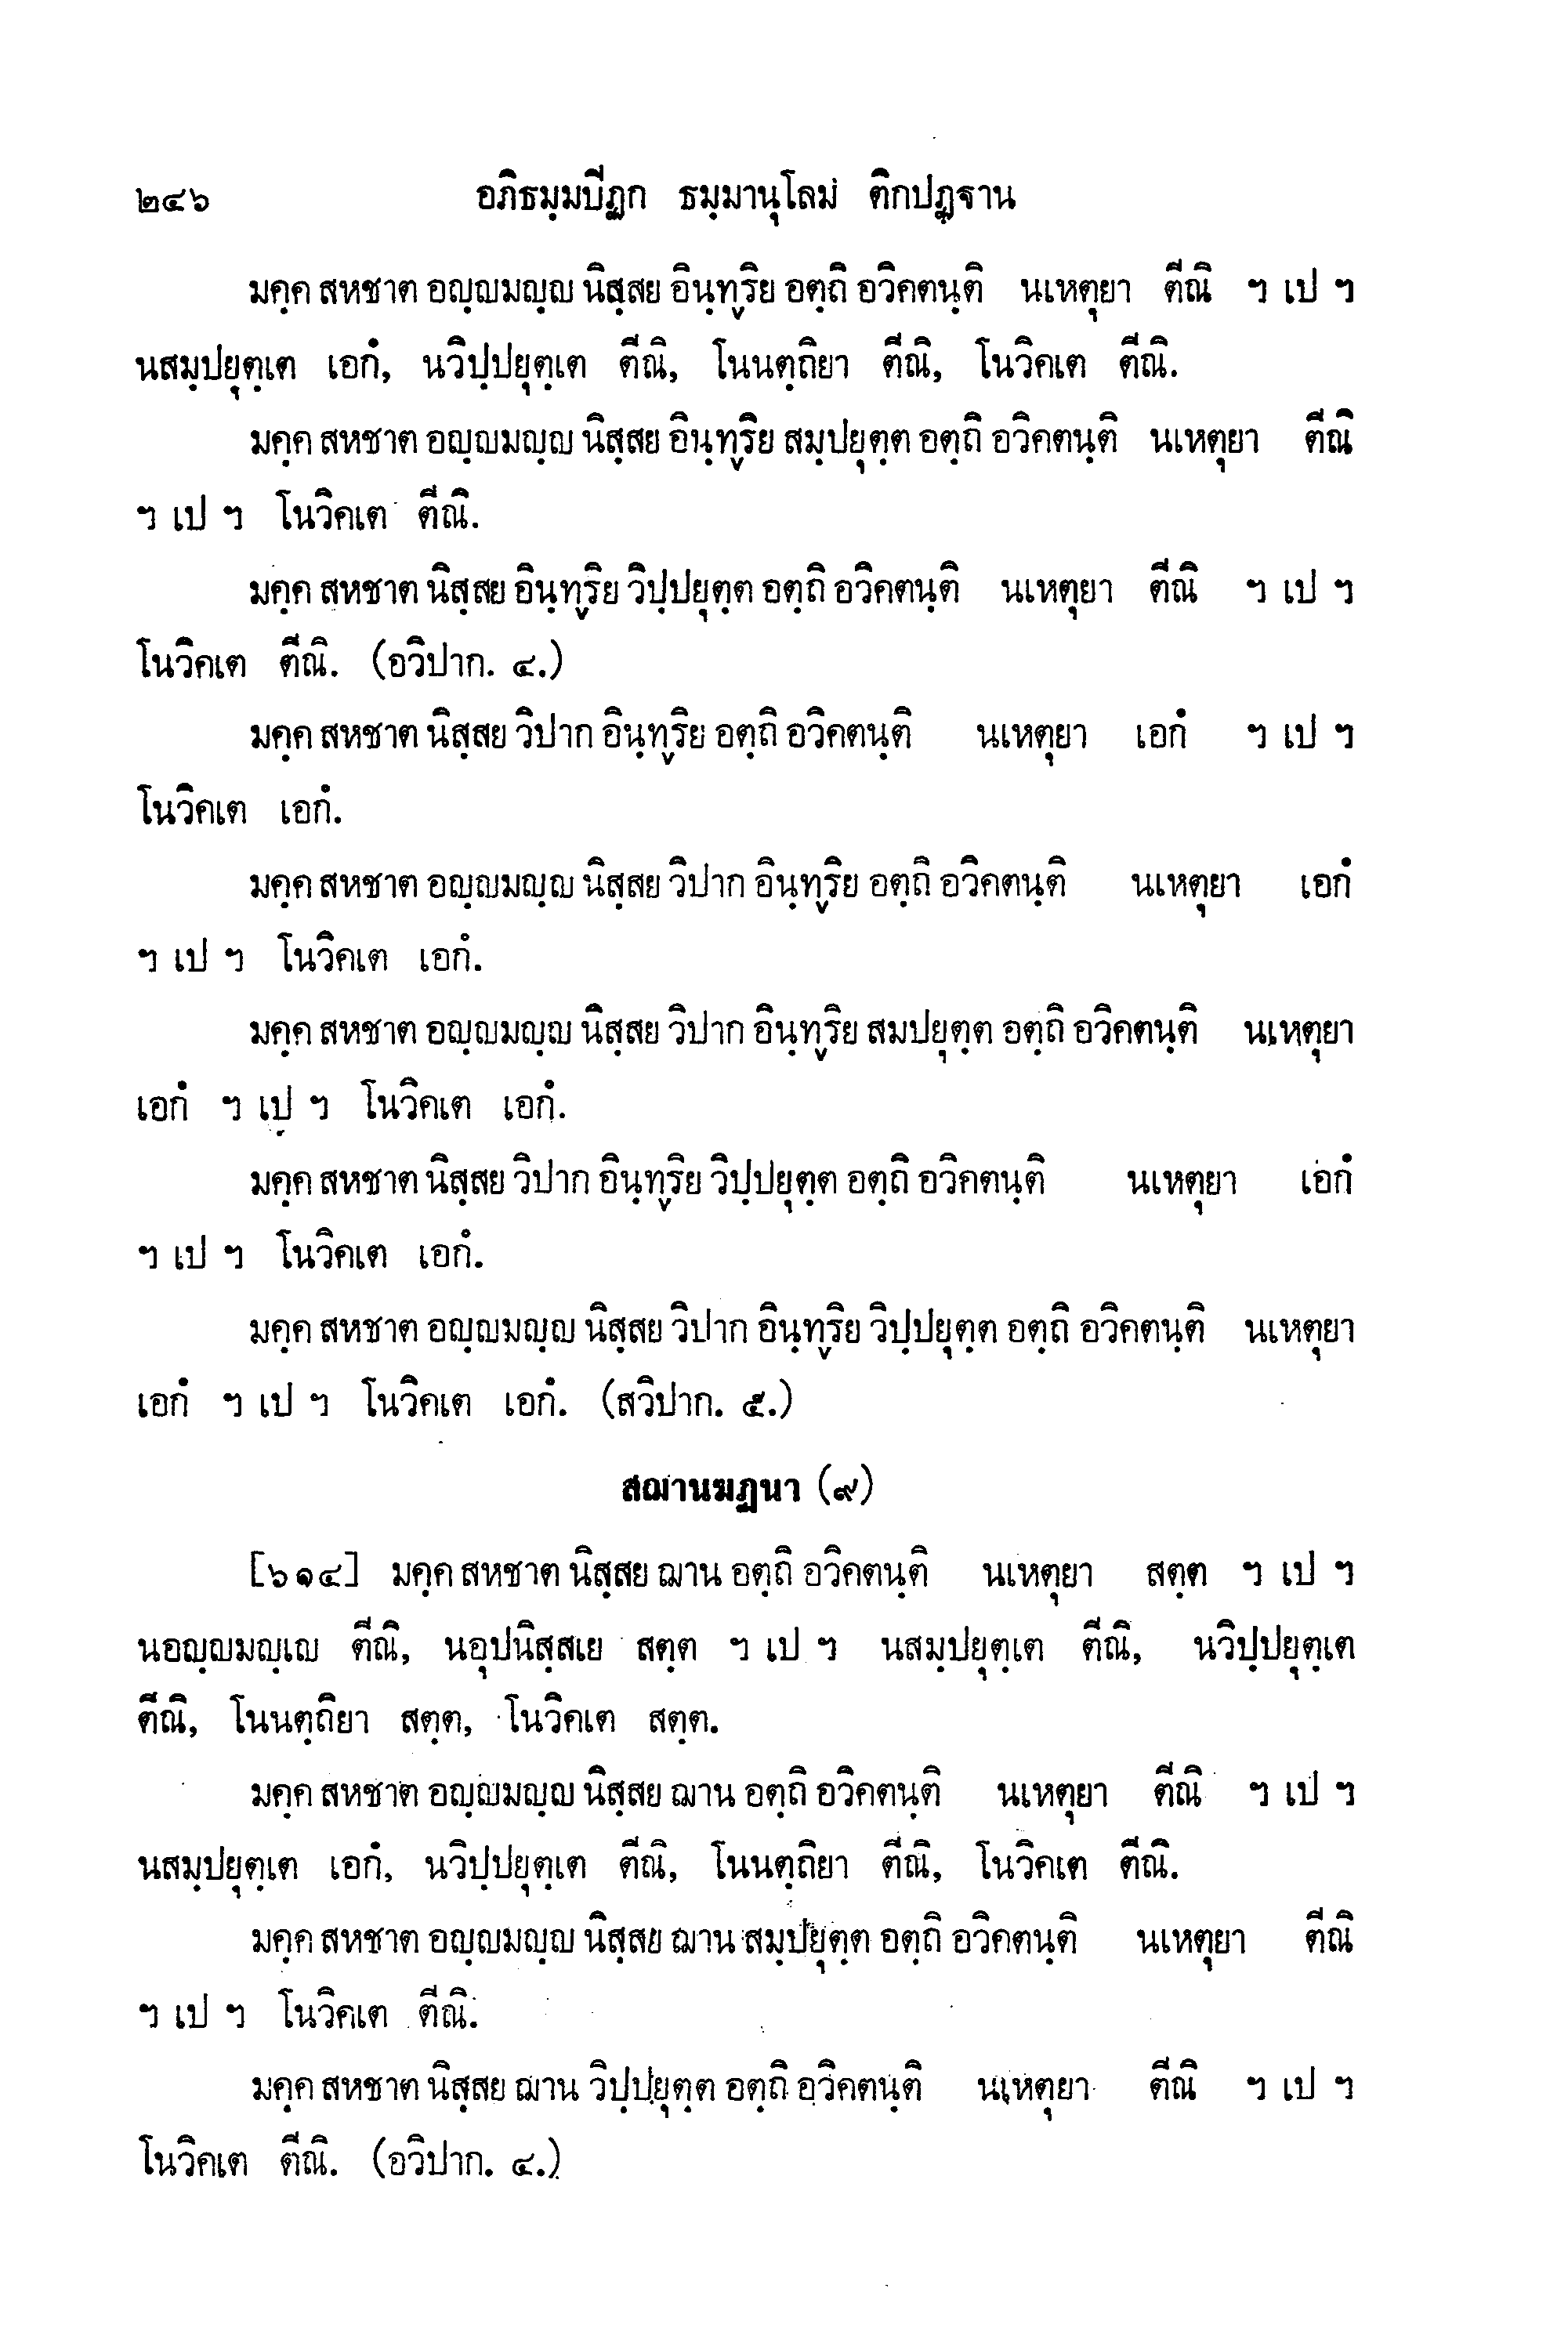 ๒๔๖ อภิธมฺมปิฏก ธมฺมานุโลมํ ติกปฏฺฐาน
มคฺค สหชาต อญฺญมญฺญ นิสฺสย อินฺทฺริย อตฺถิ อวิคตนฺติ นเหตุยา ตีณิ ฯ เป ฯ
นสมฺปยุตฺเต เอกํ, นวิปฺปยุตฺเต ตีณิ, โนนตฺถิยา ตีณิ, โนวิคเต ตีณิ.
มคฺค สหชาต อญฺญมญฺญ นิสฺสย อินฺทฺริย สมฺปยุตฺต อตฺถิ อวิคตนฺติ นเหตุยา ตีณิ
ฯ เป ฯ โนวิคเต ตีณิ.
มคฺค สหชาต นิสฺสย อินฺทฺริย วิปฺปยุตฺต อตฺถิ อวิคตนฺติ นเหตุยา ตีณิ ฯ เป ฯ
โนวิคเต ตีณิ. (อวิปาก. ๔.)
มคฺค สหชาต นิสฺสย วิปาก อินฺทฺริย อตฺถิ อวิคตนฺติ นเหตุยา เอกํ ฯ เป ฯ
โนวิคเต เอกํ.
มคฺค สหชาต อญฺญมญฺญ นิสฺสย วิปาก อินฺทฺริย อตฺถิ อวิคตนฺติ นเหตุยา เอกํ
ฯ เป ฯ โนวิคเต เอกํ.
มคฺค สหชาต อญฺญมญฺญ นิสฺสย วิปาก อินฺทฺริย สมปยุตฺต อตฺถิ อวิคตนฺติ นเหตุยา
เอกํ ฯ เป ฯ โนวิคเต เอกํ.
มคฺค สหชาต นิสฺสย วิปาก อินฺทฺริย วิปฺปยุตฺต อตฺถิ อวิคตนฺติ นเหตุยา เอกํ
ฯ เป ฯ โนวิคเต เอกํ.
มคฺค สหชาต อญฺญมญฺญ นิสฺสย วิปาก อินฺทฺริย วิปฺปยุตฺต อตฺถิ อวิคตนฺติ นเหตุยา
เอกํ ฯ เป ฯ โนวิคเต เอกํ. (สวิปาก. ๕.)
สฌานฆฏนา (๙)
[๖๑๔] มคฺค สหชาต นิสฺสย ฌาน อตฺถิ อวิคตนฺติ นเหตุยา สตฺต ฯ เป ฯ
นอญฺญมญฺเญ ตีณิ, นอุปนิสฺสเย สตฺต ฯ เป ฯ นสมฺปยุตฺเต ตีณิ, นวิปฺปยุตฺเต
ตีณิ, โนนตฺถิยา สตฺต, โนวิคเต สตฺต.
มคฺค สหชาต อญฺญมญฺญ นิสฺสย ฌาน อตฺถิ อวิคตนฺติ นเหตุยา ตีณิ ฯ เป ฯ
นสมฺปยุตฺเต เอกํ, นวิปฺปยุตฺเต ตีณิ, โนนตฺถิยา ตีณิ, โนวิคเต ตีณิ.
มคฺค สหชาต อญฺญมญฺญ นิสฺสย ฌาน สมฺปยุตฺต อตฺถิ อวิคตนฺติ นเหตุยา ตีณิ
ฯ เป ฯ โนวิคเต ตีณิ.
มคฺค สหชาต นิสฺสย ฌาน วิปฺปยุตฺต อตฺถิ อวิคตนฺติ นเหตุยา ตีณิ ฯ เป ฯ
โนวิคเต ตีณิ. (อวิปาก. ๔.)